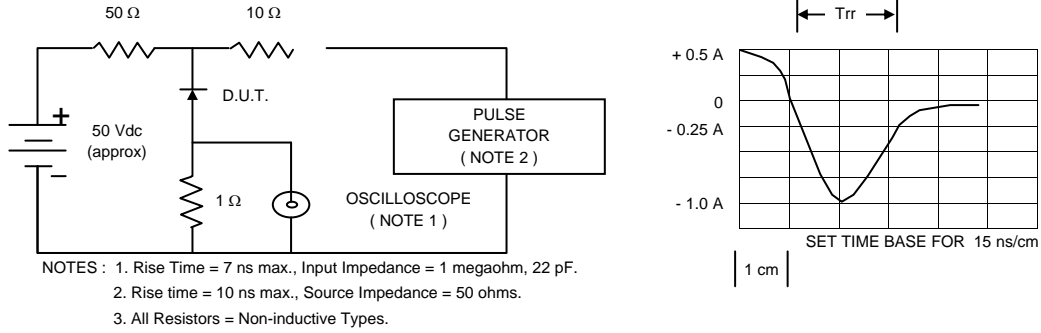 50 Ω
10 Ω
D.U.T.
+
50 Vdc
(approx)
−
1 Ω
OSCILLOSCOPE
( NOTE 1 )
PULSE
GENERATOR
( NOTE 2 )
NOTES : 1. Rise Time = 7 ns max., Input Impedance = 1 megaohm, 22 pF.
2. Rise time = 10 ns max., Source Impedance = 50 ohms.
3. All Resistors = Non-inductive Types.
Trr
+ 0.5 A
0
- 0.25 A
- 1.0 A
SET TIME BASE FOR 15 ns/cm
1 cm